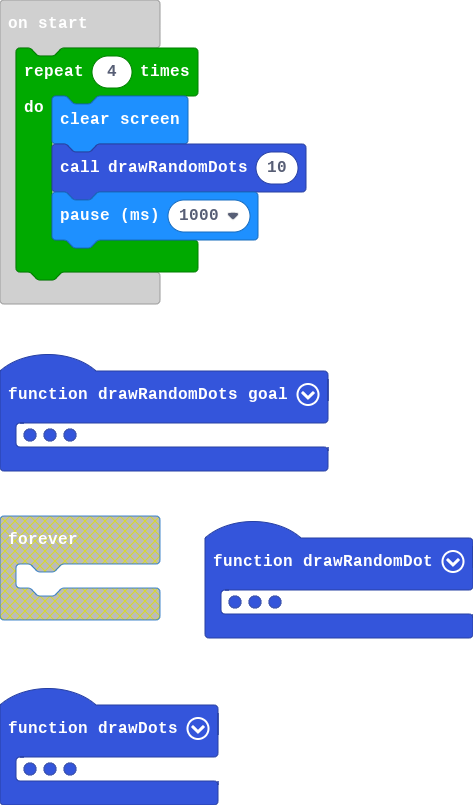 on start
repeat 4 times
do
clear screen
call drawRandomDots 10
pause (ms) 1000
function drawRandomDots goal
forever
function drawRandomDot
function drawDots